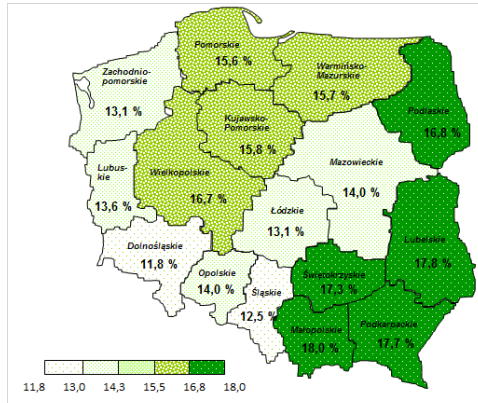 Pomorskie
15,6 %
Zachodnio-
pomorskie
13,1 %
Warmińsko-
Mazurskie
15,7 %
Podlaskie
16,8 %
Kujawsko-
Pomorskie
15,8 %
Mazowieckie
14,0 %
Lubus-
kie
13,6 %
Wielkopolskie
16,7 %
Łódzkie
13,1 %
Dolnośląskie
11,8 %
Lubelskie
17,8 %
Opolskie
14,0 %
Śląskie
12,5 %
Świętokrzyskie
17,3 %
Małopolskie
18,0 %
Podkarpackie
17,7 %
11,8 13,0 14,3 15,5 16,8 18,0